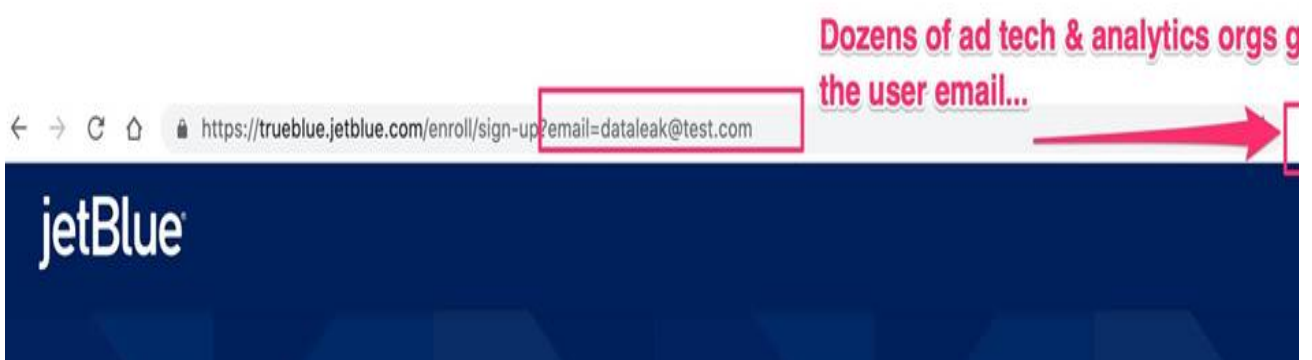 Dozens of ad tech & analytics orgs g
the user email...
https://trueblue.jetblue.com/enroll/sign-up?email=dataleak@test.com
jetBlue